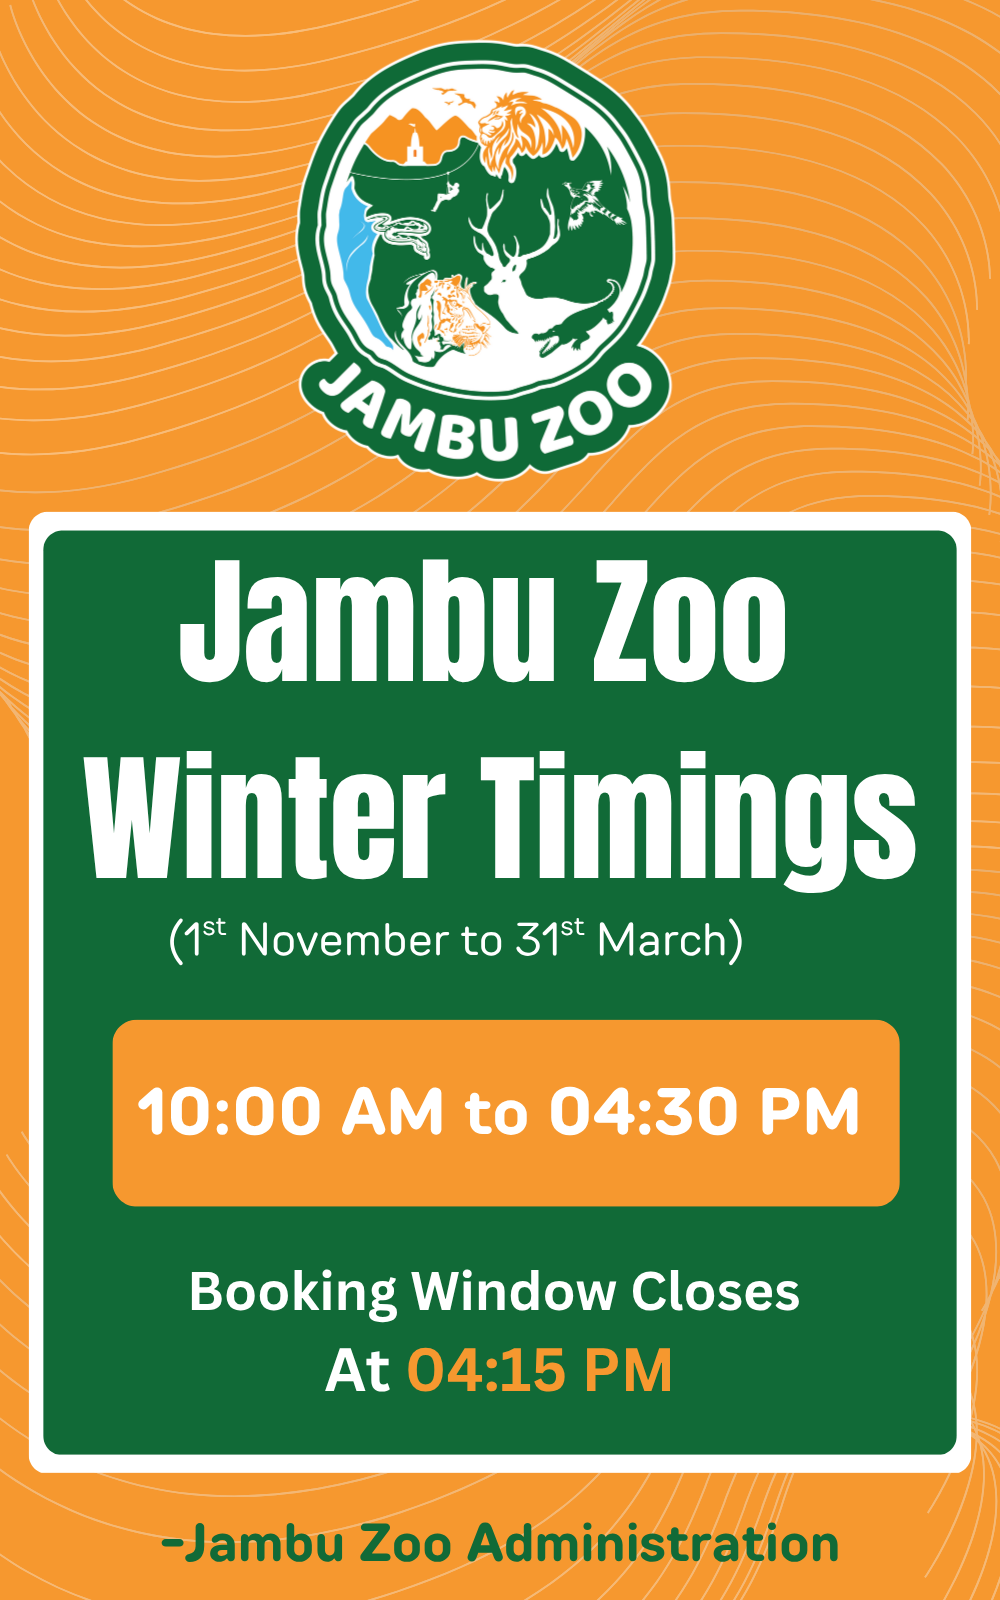 JAMBU ZOO
Jambu Zoo
Winter Timings
(1st November to 31st March)
10:00 AM to 04:30 PM
Booking Window Closes
At 04:15 PM
-Jambu Zoo Administration